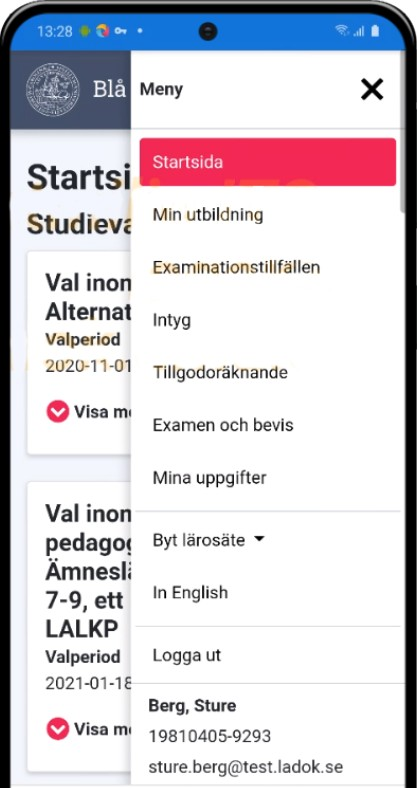 13:28
Blå
Meny
Startsi
Startsida
Studieva
Min utbildning
Examinationstillfällen
Val inon
Alternat
Intyg
Valperiod
2020-11-01
Tillgodoräknande
Visa me
Examen och bevis
Mina uppgifter
Val inon
pedagog
Ämneslä
7-9, ett
LALKP
Byt lärosäte
In English
Valperiod
2021-01-18
Logga ut
Visa me
Berg, Sture
19810405-9293
sture.berg@test.ladok.se